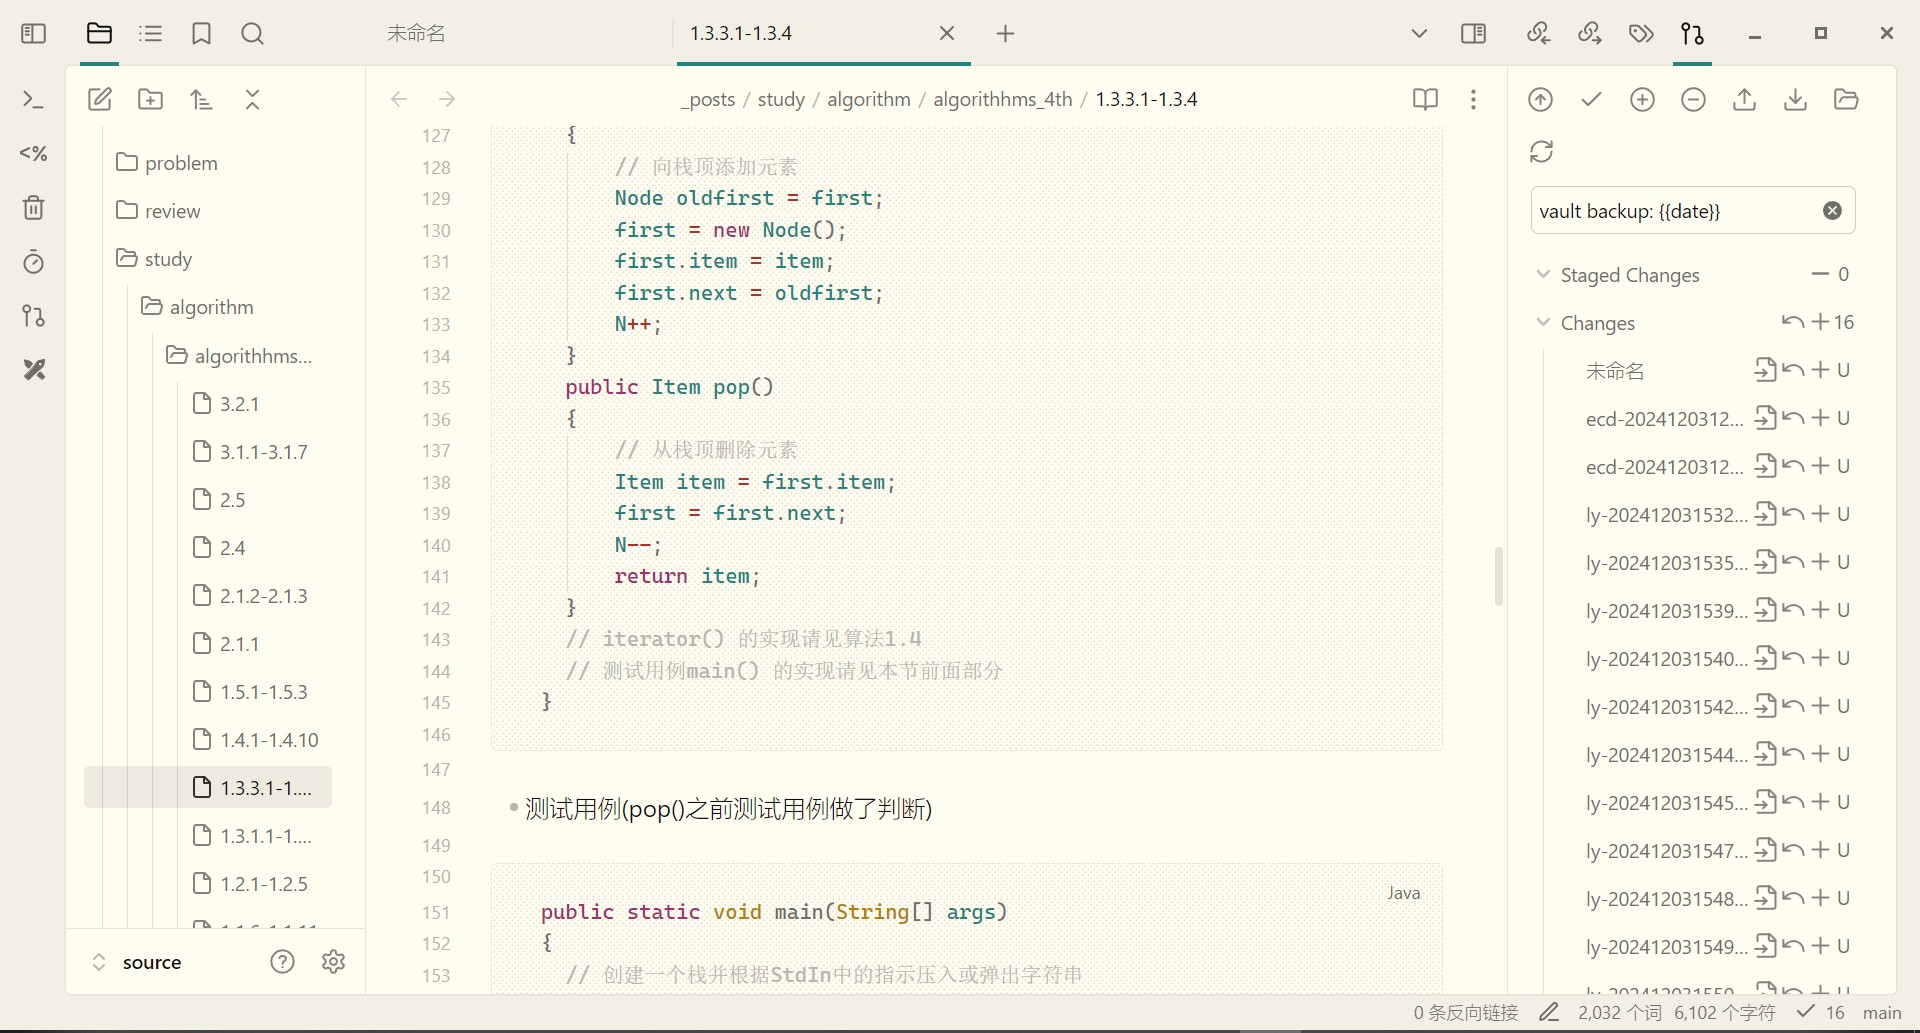 未命名
1.3.3.1-1.3.4
_posts / study / algorithm / algorithhms_4th / 1.3.3.1-1.3.4
problem
review
study
algorithm
algorithhms...
3.2.1
3.1.1-3.1.7
2.5
2.4
2.1.2-2.1.3
2.1.1
1.5.1-1.5.3
1.4.1-1.4.10
1.3.3.1-1....
1.3.1.1-1....
1.2.1-1.2.5
source
127 {
128 // 向栈顶添加元素
129 Node oldfirst = first;
130 first = new Node();
131 first.item = item;
132 first.next = oldfirst;
133 N++;
134 }
135 public Item pop()
136 {
137 // 从栈顶删除元素
138 Item item = first.item;
139 first = first.next;
140 N--;
141 return item;
142 }
143 // iterator() 的实现请见算法1.4
144 // 测试用例main() 的实现请见本节前面部分
145 }
146
147
148 测试用例(pop()之前测试用例做了判断)
149
150
Java
151 public static void main(String[] args)
152 {
153 // 创建一个栈并根据StdIn中的指示压入或弹出字符串
vault backup: {{date}}
Staged Changes 0
Changes 16
未命名 U
ecd-2024120312... U
ecd-2024120312... U
ly-202412031532... U
ly-202412031535... U
ly-202412031539... U
ly-202412031540... U
ly-202412031542... U
ly-202412031544... U
ly-202412031545... U
ly-202412031547... U
ly-202412031548... U
ly-202412031549... U
0 条反向链接 2,032 个词 6,102 个字符 16 main